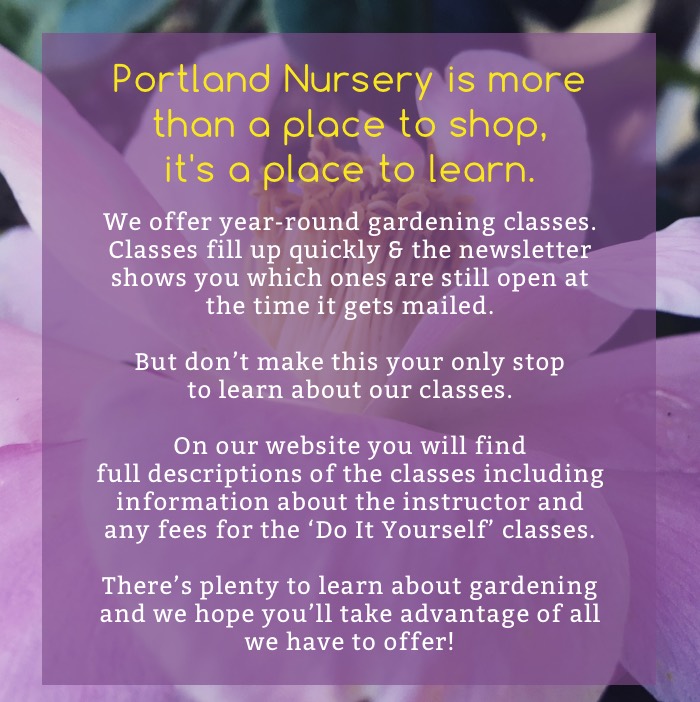 Portland Nursery is more
than a place to shop,
it's a place to learn.
We offer year-round gardening classes.
Classes fill up quickly & the newsletter
shows you which ones are still open at
the time it gets mailed.
But don’t make this your only stop
to learn about our classes.
On our website you will find
full descriptions of the classes including
information about the instructor and
any fees for the ‘Do It Yourself’ classes.
There’s plenty to learn about gardening
and we hope you’ll take advantage of all
we have to offer!